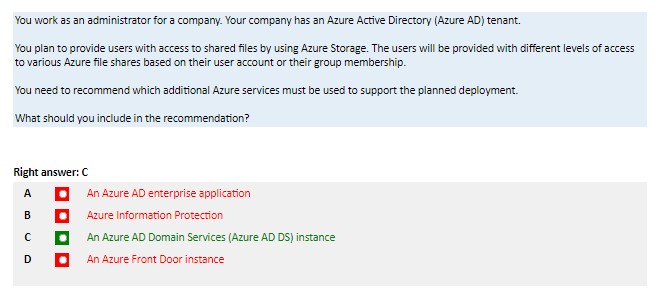 You work as an administrator for a company. Your company has an Azure Active Directory (Azure AD) tenant.
You plan to provide users with access to shared files by using Azure Storage. The users will be provided with different levels of access
to various Azure file shares based on their user account or their group membership.
You need to recommend which additional Azure services must be used to support the planned deployment.
What should you include in the recommendation?
Right answer: C
A An Azure AD enterprise application
B Azure Information Protection
C An Azure AD Domain Services (Azure AD DS) instance
D An Azure Front Door instance